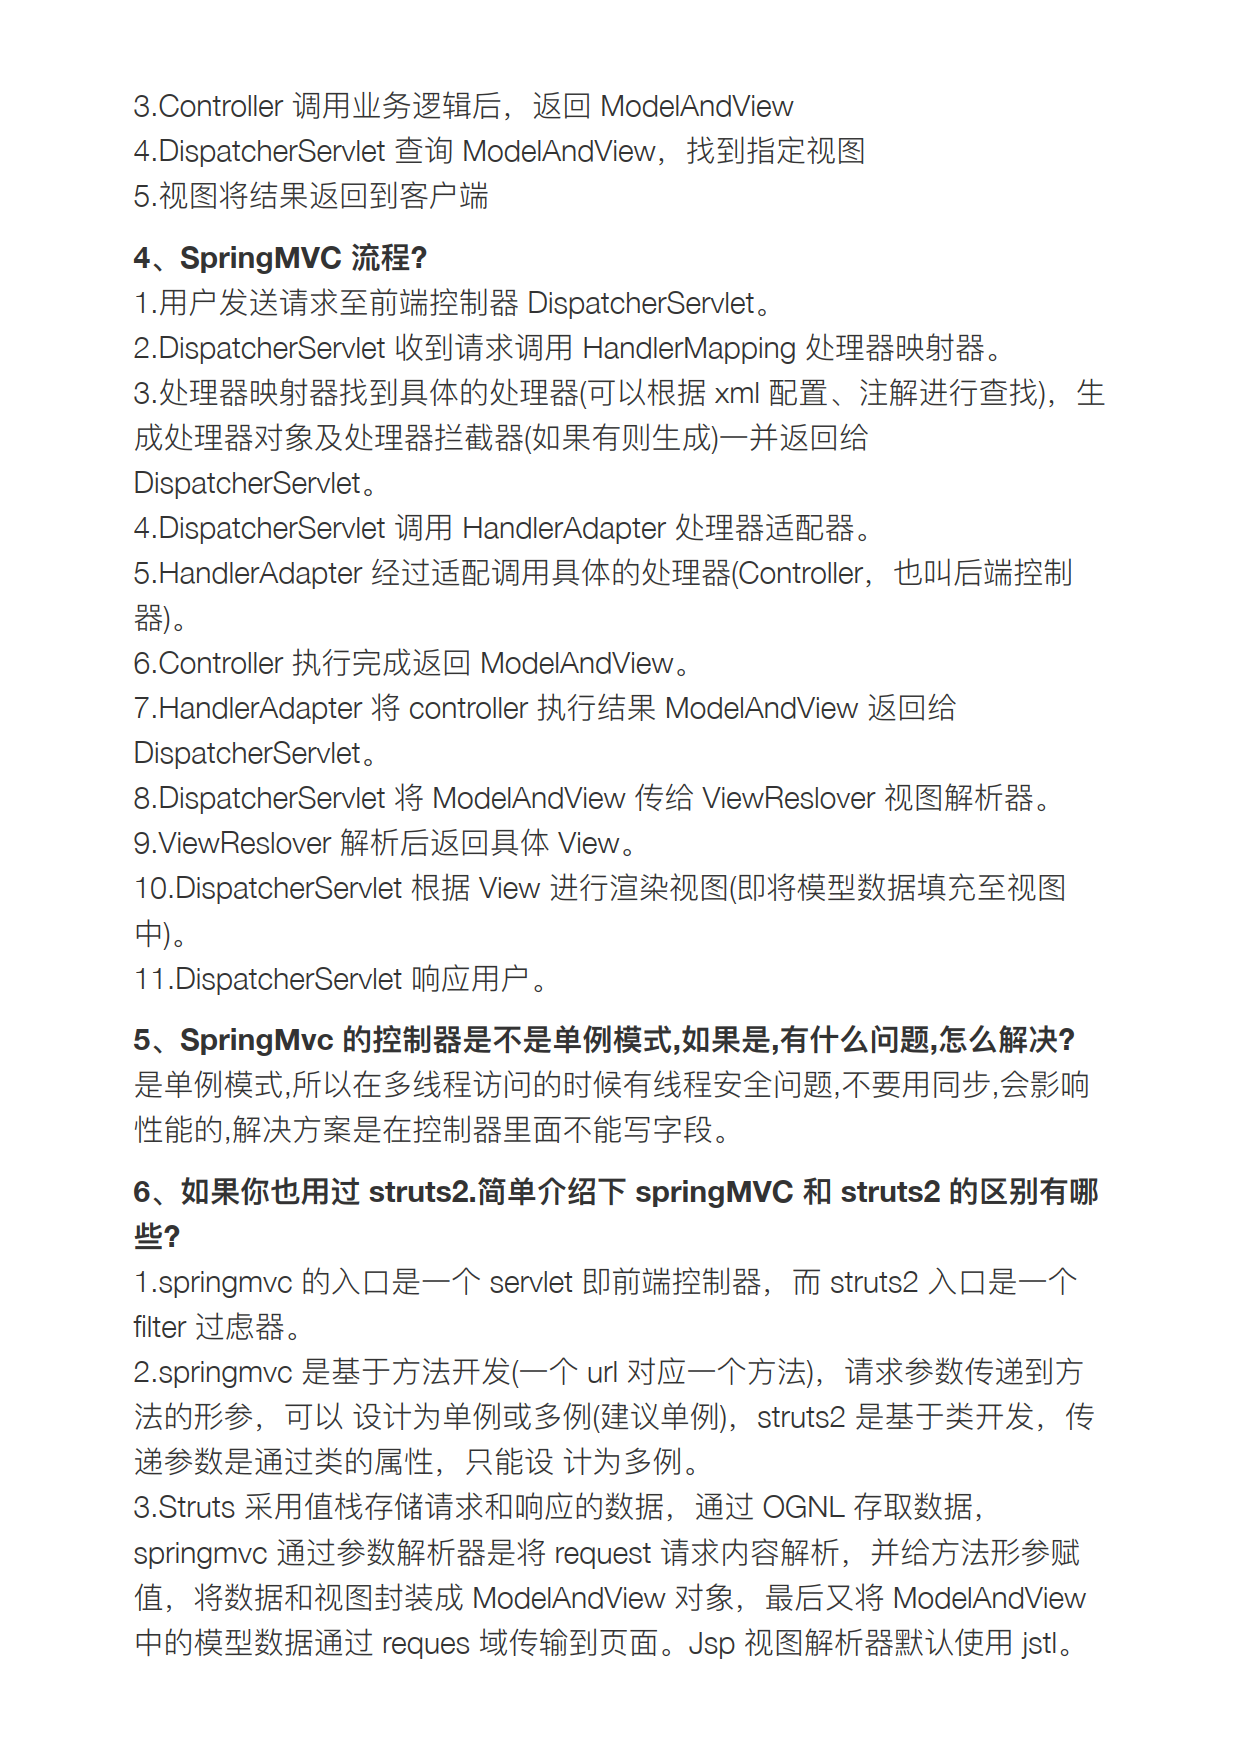 3.Controller 调用业务逻辑后，返回 ModelAndView
4.DispatcherServlet 查询 ModelAndView，找到指定视图
5.视图将结果返回到客户端
4、SpringMVC 流程?
1.用户发送请求至前端控制器 DispatcherServlet。
2.DispatcherServlet 收到请求调用 HandlerMapping 处理器映射器。
3.处理器映射器找到具体的处理器(可以根据 xml 配置、注解进行查找)，生
成处理器对象及处理器拦截器(如果有则生成)一并返回给
DispatcherServlet。
4.DispatcherServlet 调用 HandlerAdapter 处理器适配器。
5.HandlerAdapter 经过适配调用具体的处理器(Controller，也叫后端控制
器)。
6.Controller 执行完成返回 ModelAndView。
7.HandlerAdapter 将 controller 执行结果 ModelAndView 返回给
DispatcherServlet。
8.DispatcherServlet 将 ModelAndView 传给 ViewReslover 视图解析器。
9.ViewReslover 解析后返回具体 View。
10.DispatcherServlet 根据 View 进行渲染视图(即将模型数据填充至视图
中)。
11.DispatcherServlet 响应用户。
5、SpringMvc 的控制器是不是单例模式,如果是,有什么问题,怎么解决?
是单例模式,所以在多线程访问的时候有线程安全问题,不要用同步,会影响
性能的,解决方案是在控制器里面不能写字段。
6、如果你也用过 struts2.简单介绍下 springMVC 和 struts2 的区别有哪
些?
1.springmvc 的入口是一个 servlet 即前端控制器，而 struts2 入口是一个
filter 过虑器。
2.springmvc 是基于方法开发(一个 url 对应一个方法)，请求参数传递到方
法的形参，可以 设计为单例或多例(建议单例)，struts2 是基于类开发，传
递参数是通过类的属性，只能设 计为多例。
3.Struts 采用值栈存储请求和响应的数据，通过 OGNL 存取数据，
springmvc 通过参数解析器是将 request 请求内容解析，并给方法形参赋
值，将数据和视图封装成 ModelAndView 对象，最后又将 ModelAndView
中的模型数据通过 reques 域传输到页面。Jsp 视图解析器默认使用 jstl。